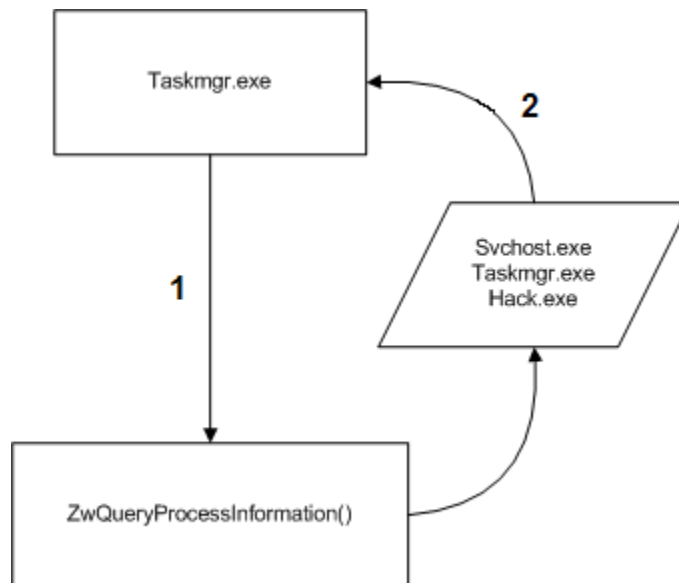 Taskmgr.exe
2
Svchost.exe
Taskmgr.exe
Hack.exe
1
ZwQueryProcessInformation()